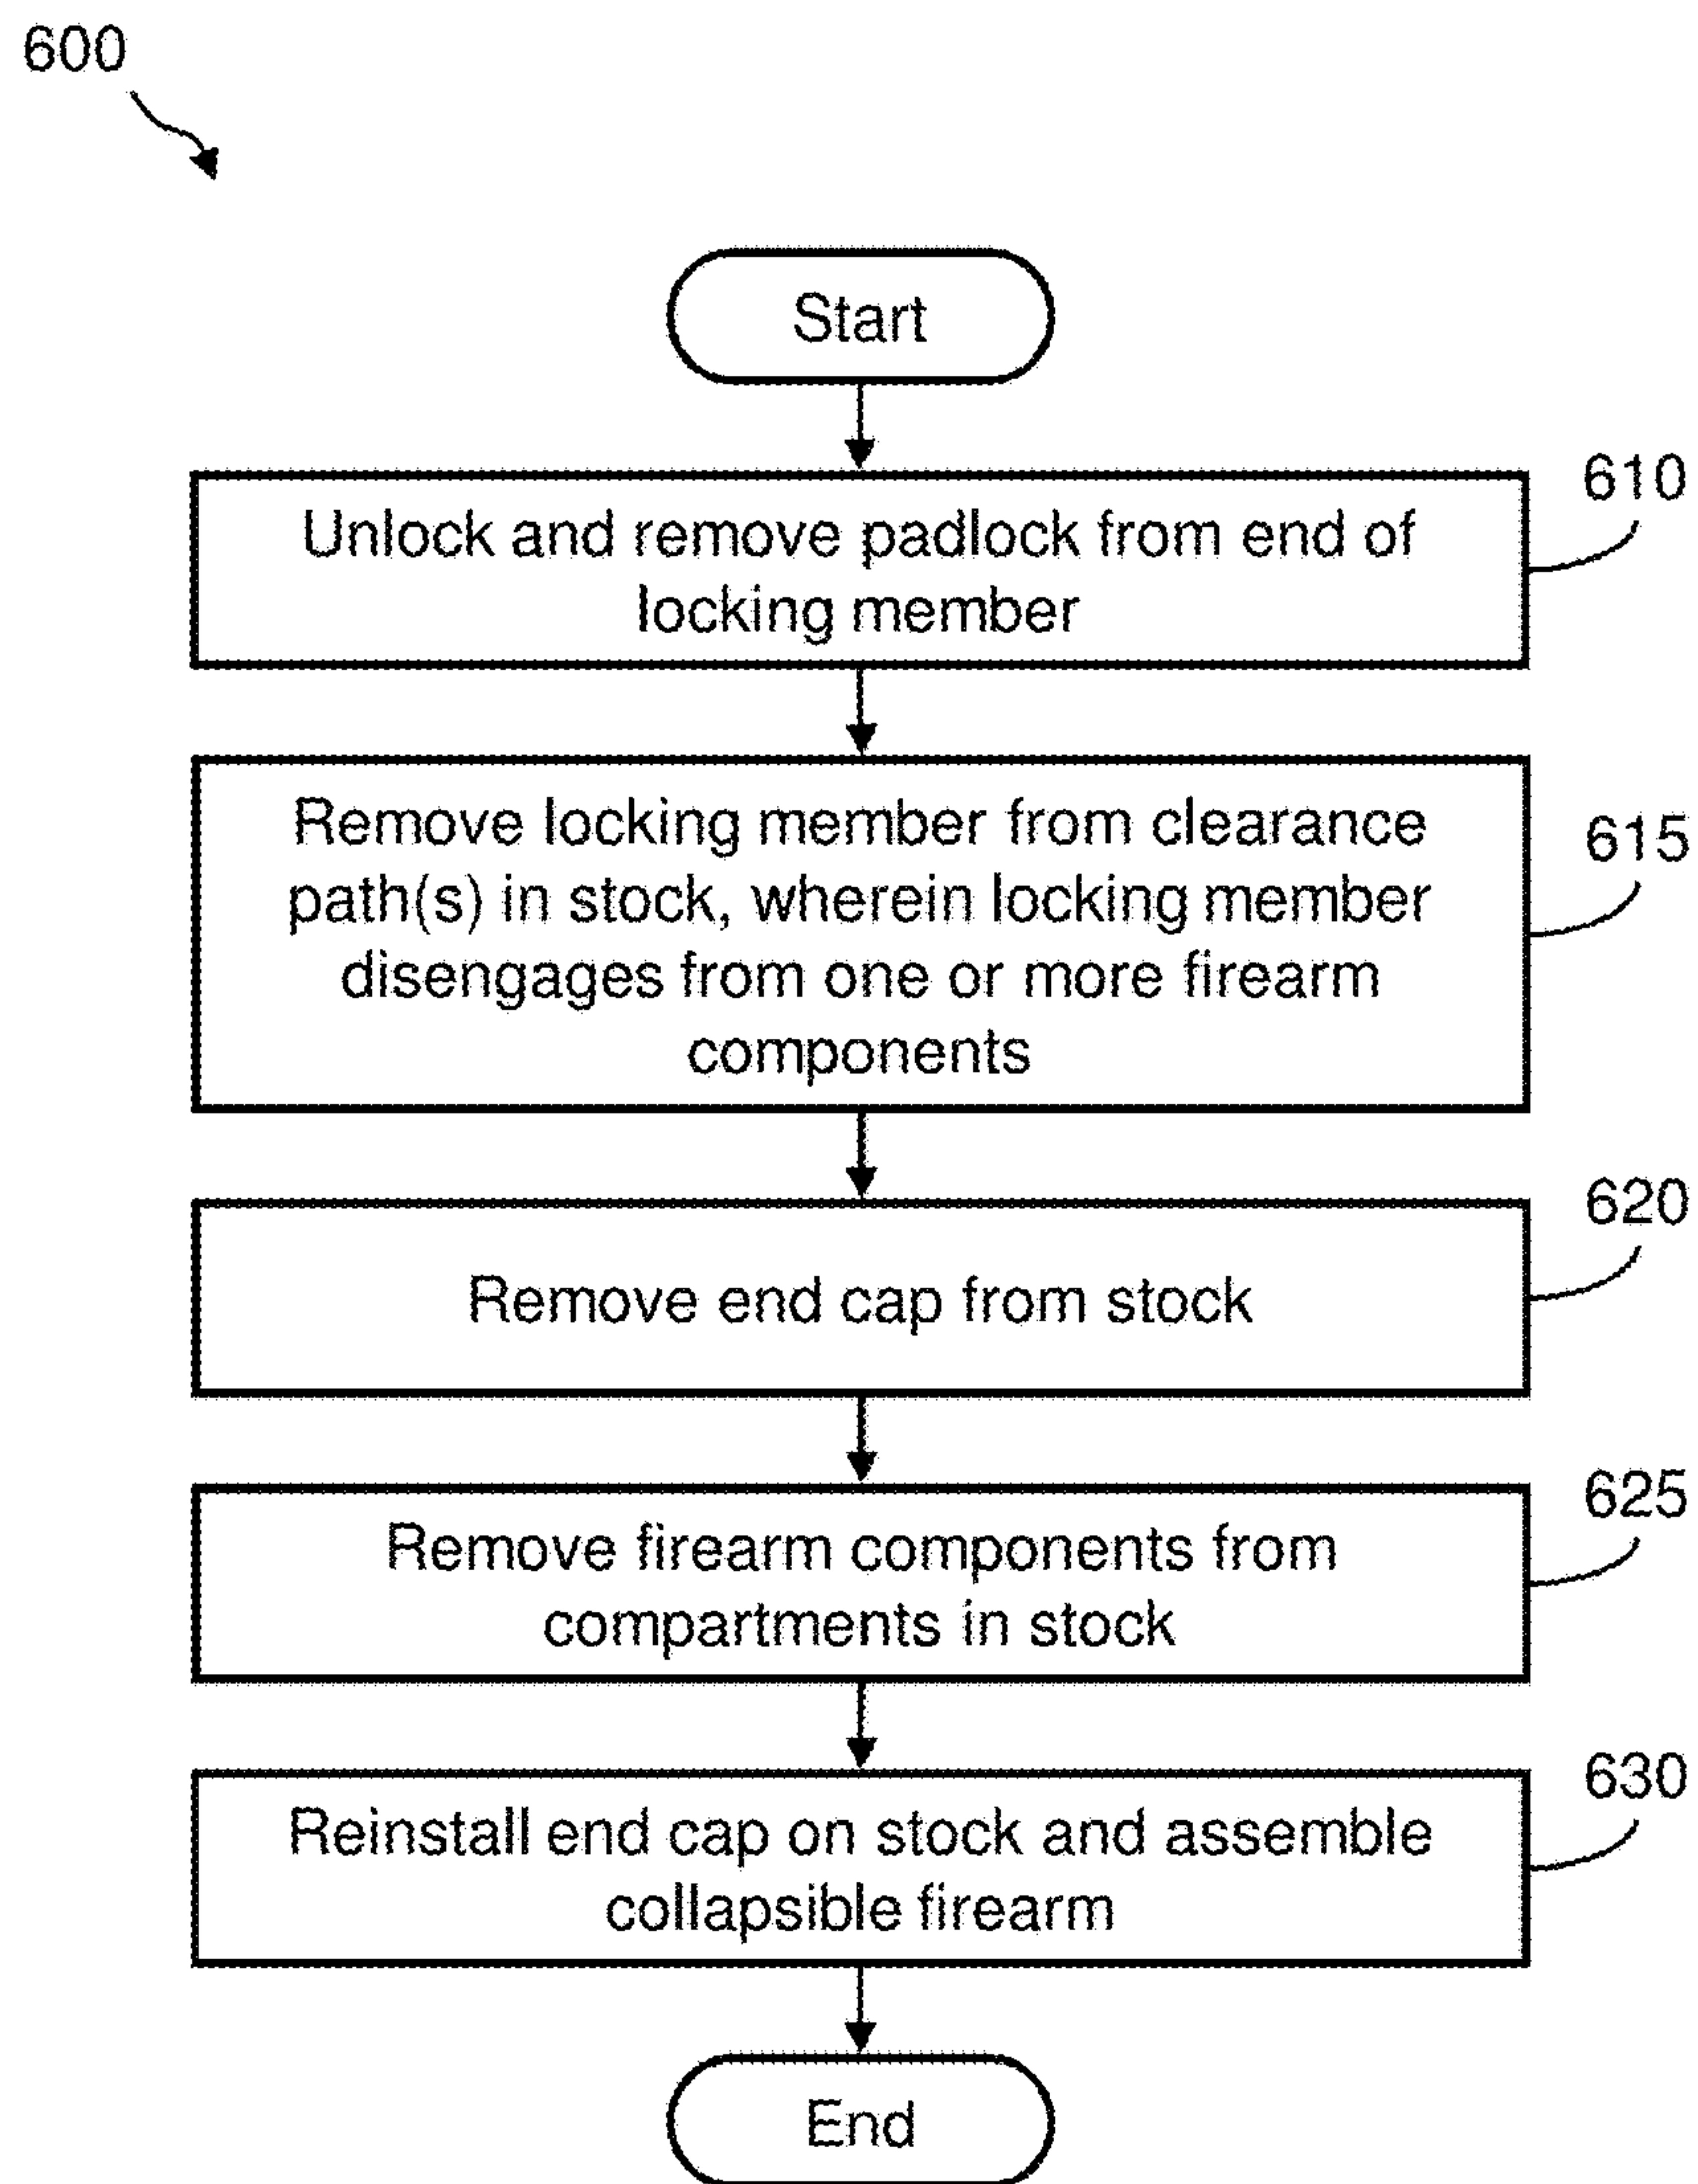 600
Start
610
Unlock and remove padlock from end of
locking member
615
Remove locking member from clearance
path(s) in stock, wherein locking member
disengages from one or more firearm
components
620
Remove end cap from stock
625
Remove firearm components from
compartments in stock
630
Reinstall end cap on stock and assemble
collapsible firearm
End